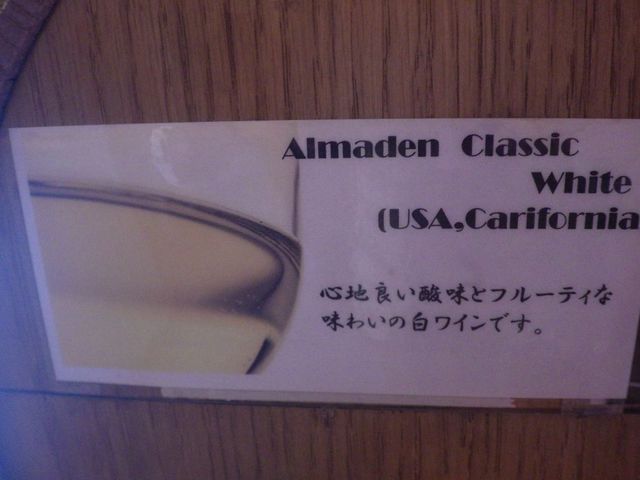 Almaden Classic
White
(USA,Carifornia
心地良い酸味とフルーティな
味わいの白ワインです。